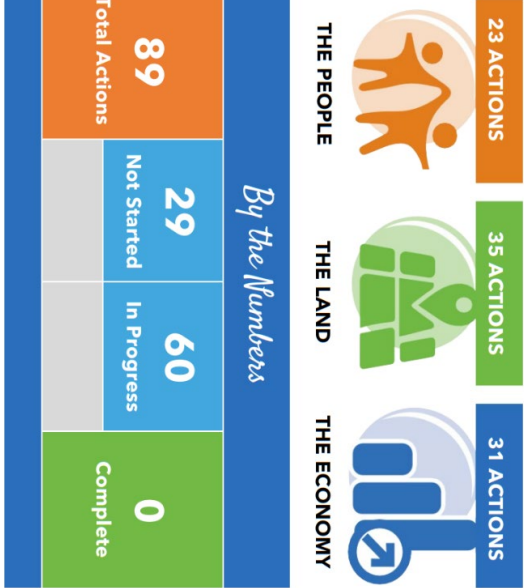 23 ACTIONS
35 ACTIONS
31 ACTIONS
THE PEOPLE
THE LAND
THE ECONOMY
By the Numbers
89
Total Actions
29
Not Started
60
In Progress
0
Complete